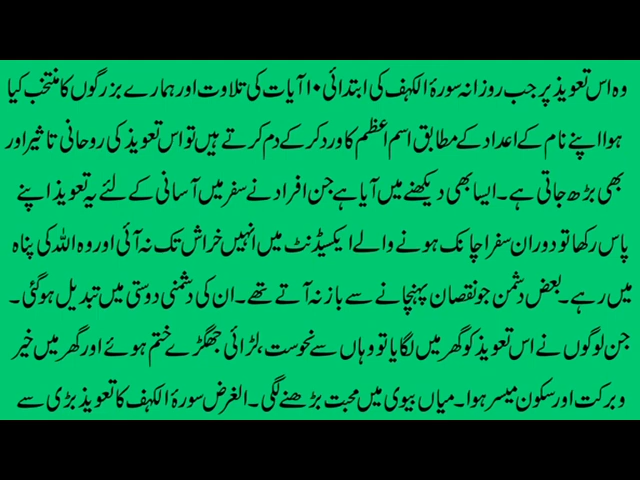 وہ اس تعویذ پر جب روزانہ سورۂ الکہف کی ابتدائی ۱۰ آیات کی تلاوت اور ہمارے بزرگوں کا منتخب کیا
ہوا اپنے نام کے اعداد کے مطابق اسم اعظم کا ورد کر کے دم کرتے ہیں تو اس تعویذ کی روحانی تاثیر اور
بھی بڑھ جاتی ہے۔ ایسا بھی دیکھنے میں آیا ہے جن افراد نے سفر میں آسانی کے لئے یہ تعویذ اپنے
پاس رکھا تو دوران سفر اچانک ہونے والے ایکسیڈنٹ میں انہیں خراش تک نہ آئی اور وہ اللہ کی پناہ
میں رہے۔ بعض دشمن جو نقصان پہنچانے سے باز نہ آتے تھے۔ ان کی دشمنی دوستی میں تبدیل ہو گئی۔
جن لوگوں نے اس تعویذ کو گھر میں لگایا تو وہاں سے نحوست، لڑائی جھگڑے ختم ہوئے اور گھر میں خیر
و برکت اور سکون میسر ہوا۔ میاں بیوی میں محبت بڑھنے لگی۔ الغرض سورۂ الکہف کا تعویذ بڑی سے